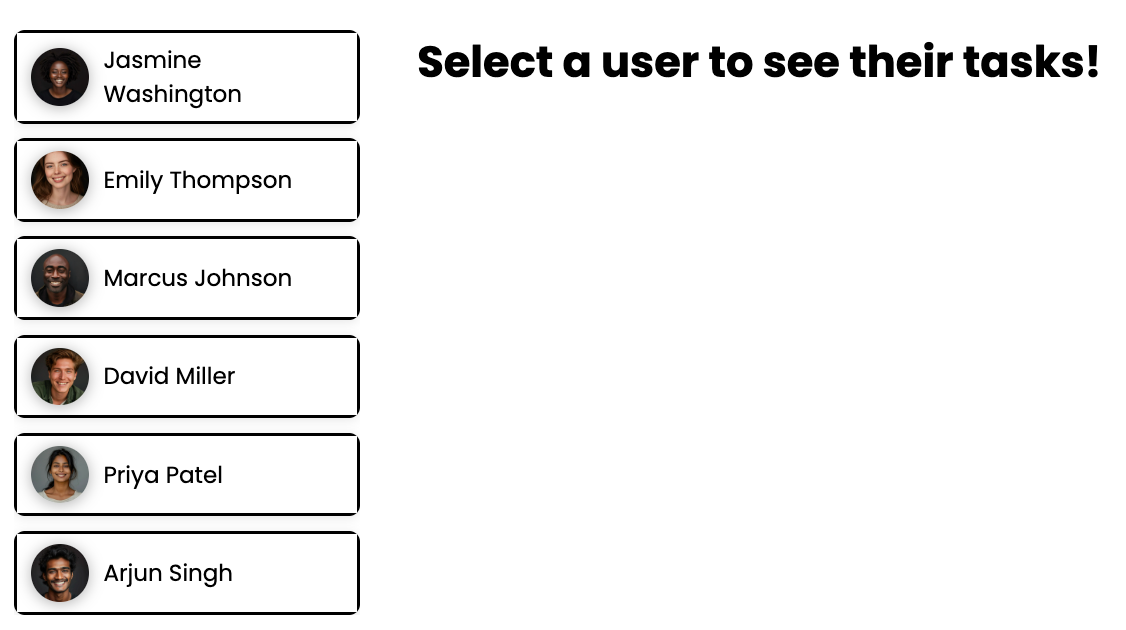 Jasmine
Washington
Emily Thompson
Marcus Johnson
David Miller
Priya Patel
Arjun Singh
Select a user to see their tasks!